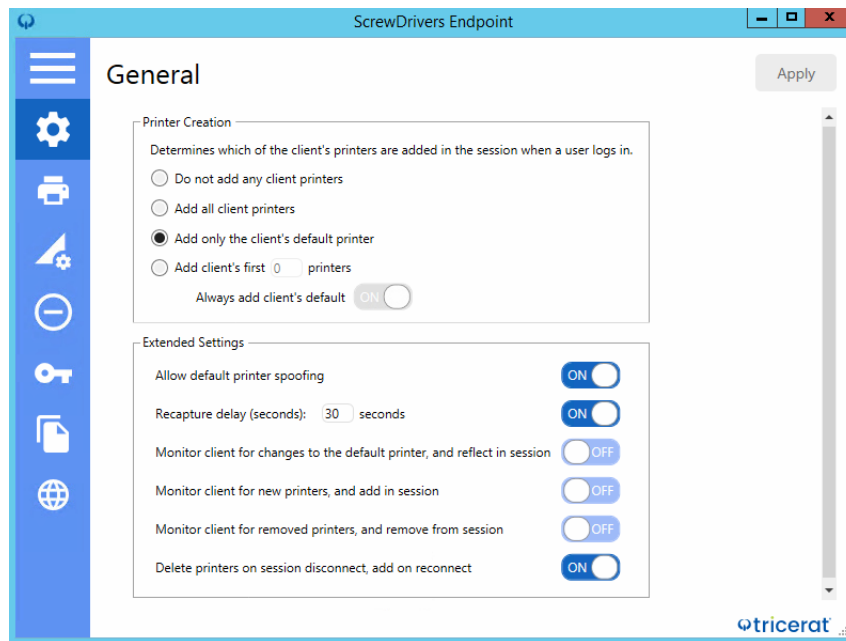 ScrewDrivers Endpoint
General
Apply
Printer Creation
Determines which of the client's printers are added in the session when a user logs in.
Do not add any client printers
Add all client printers
Add only the client's default printer
Add client's first 0 printers
Always add client's default ON
Extended Settings
Allow default printer spoofing ON
Recapture delay (seconds): 30 seconds ON
Monitor client for changes to the default printer, and reflect in session OFF
Monitor client for new printers, and add in session OFF
Monitor client for removed printers, and remove from session OFF
Delete printers on session disconnect, add on reconnect ON
tricerat